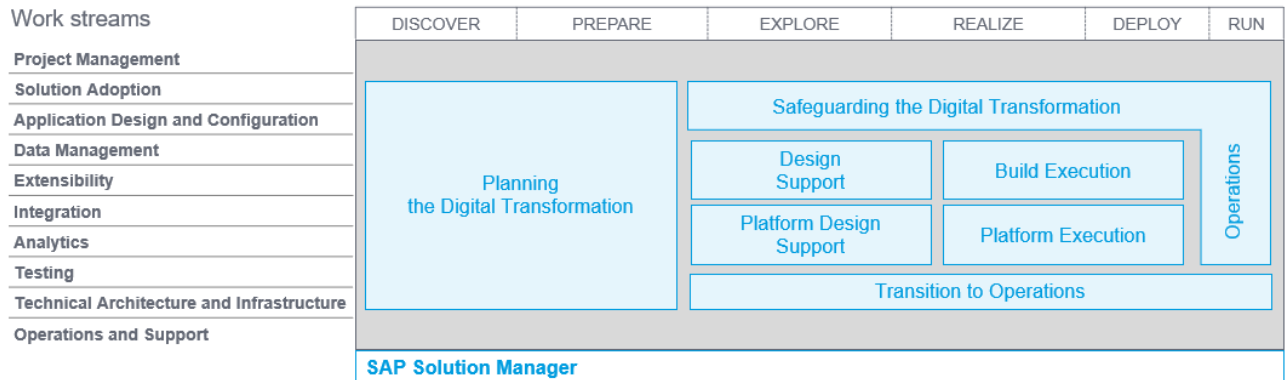 Work streams
DISCOVER PREPARE EXPLORE REALIZE DEPLOY RUN
Project Management
Solution Adoption
Application Design and Configuration
Data Management
Extensibility
Integration
Analytics
Testing
Technical Architecture and Infrastructure
Operations and Support
Planning
the Digital Transformation
Safeguarding the Digital Transformation
Operations
Design
Support
Build Execution
Platform Design
Support
Platform Execution
Transition to Operations
SAP Solution Manager